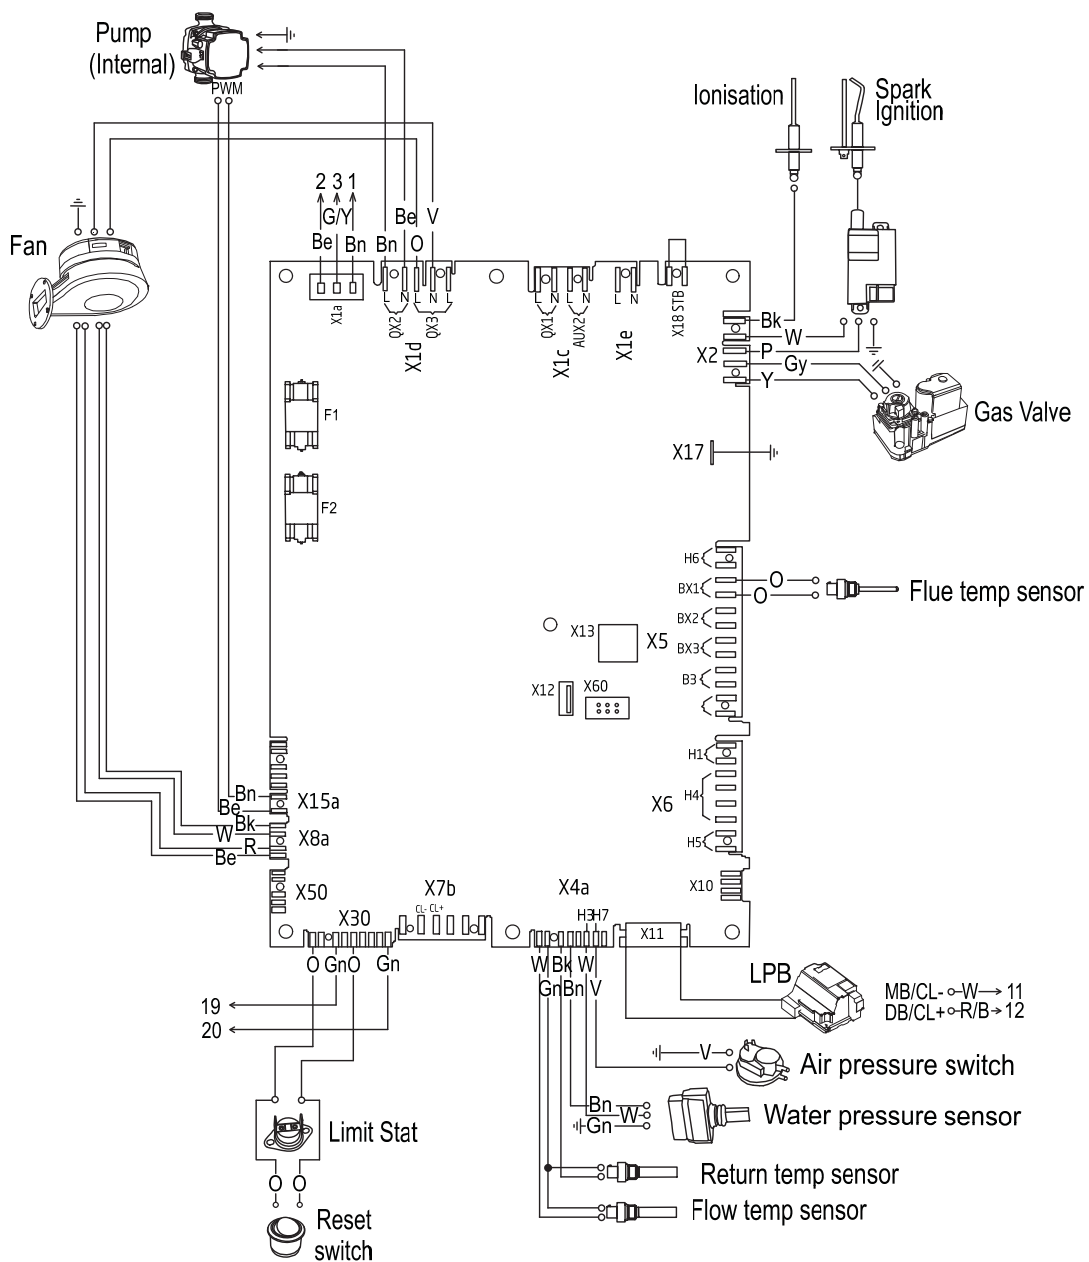 Pump
(Internal)
PWM
Ionisation
Spark
Ignition
2 3 1
G/Y
Be Bn Bn Be O V
Fan
X1a
L N N L
QX2 QX3
X1d
L N L N
QX1 AUX2
X1c
L N
X1e
X18 STB
Bk
W
X2
P
Gy
Y
Gas Valve
F1
F2
X17
H6
BX1
O
O
Flue temp sensor
BX2
BX3
B3
X13
X5
X12
X60
H1
X6
H4
H5
X10
Bn
X15a
Be
Bk
W
X8a
R
Be
X50
X30
X7b
CL- CL+
X4a
H3 H7
X11
O Gn O Gn
W Bk W
Gn Bn V
19
20
LPB
MB/CL- W 11
DB/CL+ R/B 12
V
Air pressure switch
Bn
W
Gn
Water pressure sensor
Limit Stat
Return temp sensor
O O
Flow temp sensor
Reset
switch